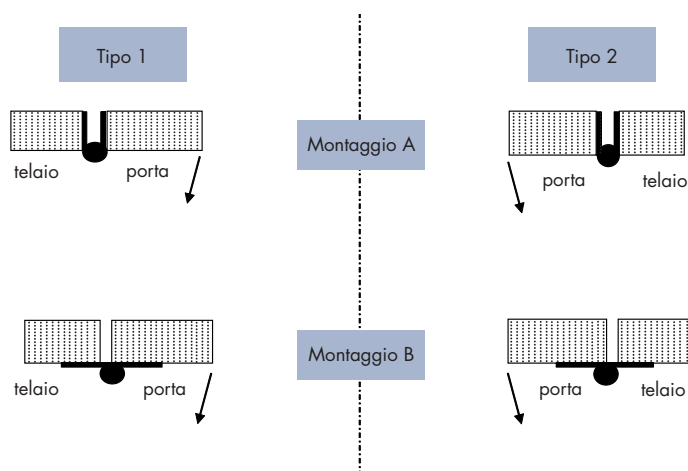 Tipo 1
Tipo 2
Montaggio A
telaio
porta
porta
telaio
Montaggio B
telaio
porta
porta
telaio